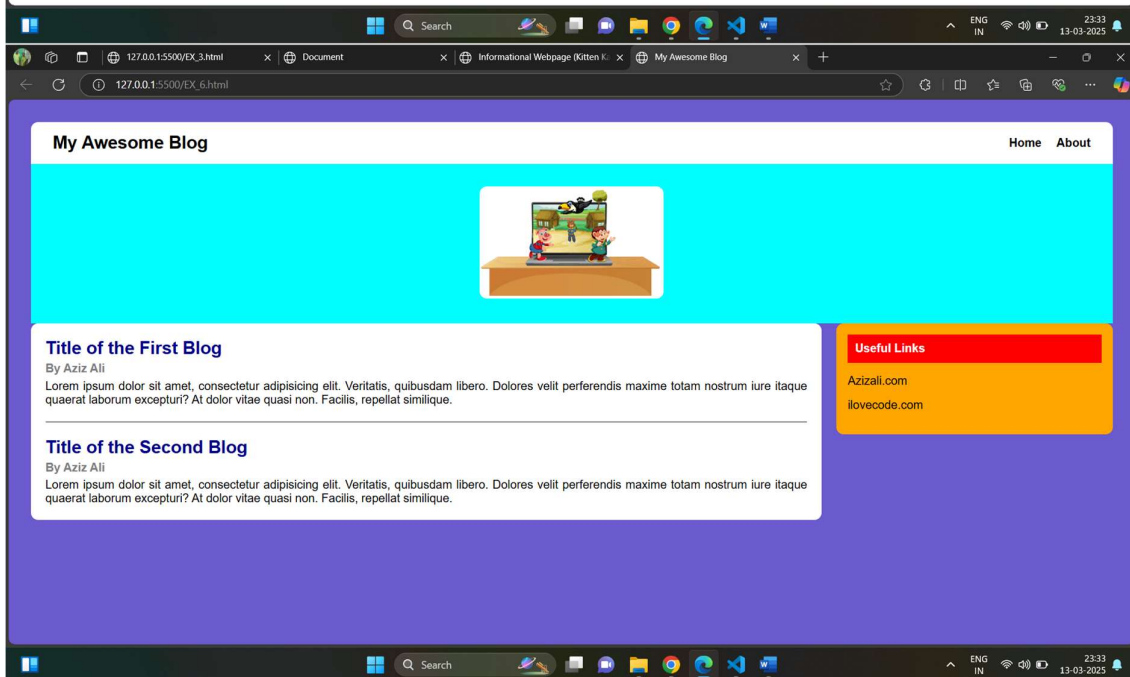 Search
ENG
IN
23:33
13-03-2025
127.0.0.1:5500/EX_3.html
Document
Informational Webpage (Kitten Ka
My Awesome Blog
127.0.0.1:5500/EX_6.html
My Awesome Blog
Home About
Title of the First Blog
By Aziz Ali
Lorem ipsum dolor sit amet, consectetur adipisicing elit. Veritatis, quibusdam libero. Dolores velit perferendis maxime totam nostrum iure itaque
quaerat laborum excepturi? At dolor vitae quasi non. Facilis, repellat similique.
Title of the Second Blog
By Aziz Ali
Lorem ipsum dolor sit amet, consectetur adipisicing elit. Veritatis, quibusdam libero. Dolores velit perferendis maxime totam nostrum iure itaque
quaerat laborum excepturi? At dolor vitae quasi non. Facilis, repellat similique.
Useful Links
Azizali.com
ilovecode.com
Search
ENG
IN
23:33
13-03-2025